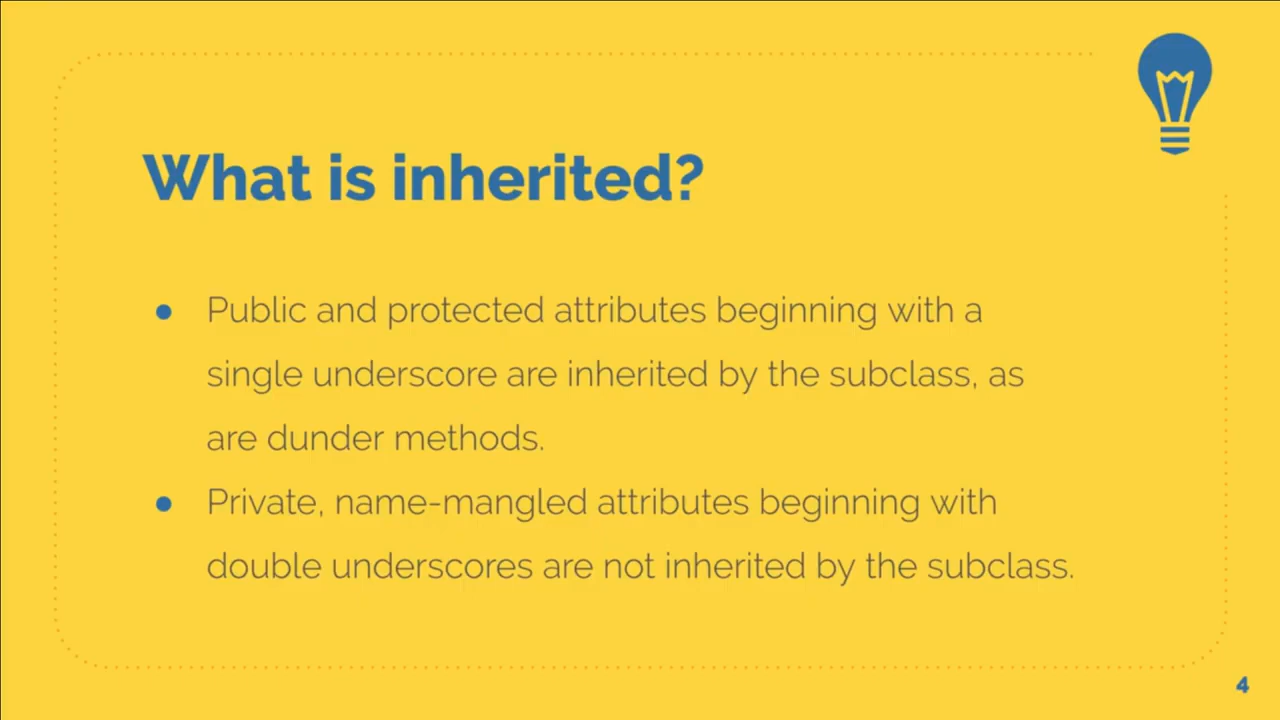 What is inherited?
● Public and protected attributes beginning with a
single underscore are inherited by the subclass, as
are dunder methods.
● Private, name-mangled attributes beginning with
double underscores are not inherited by the subclass.
4